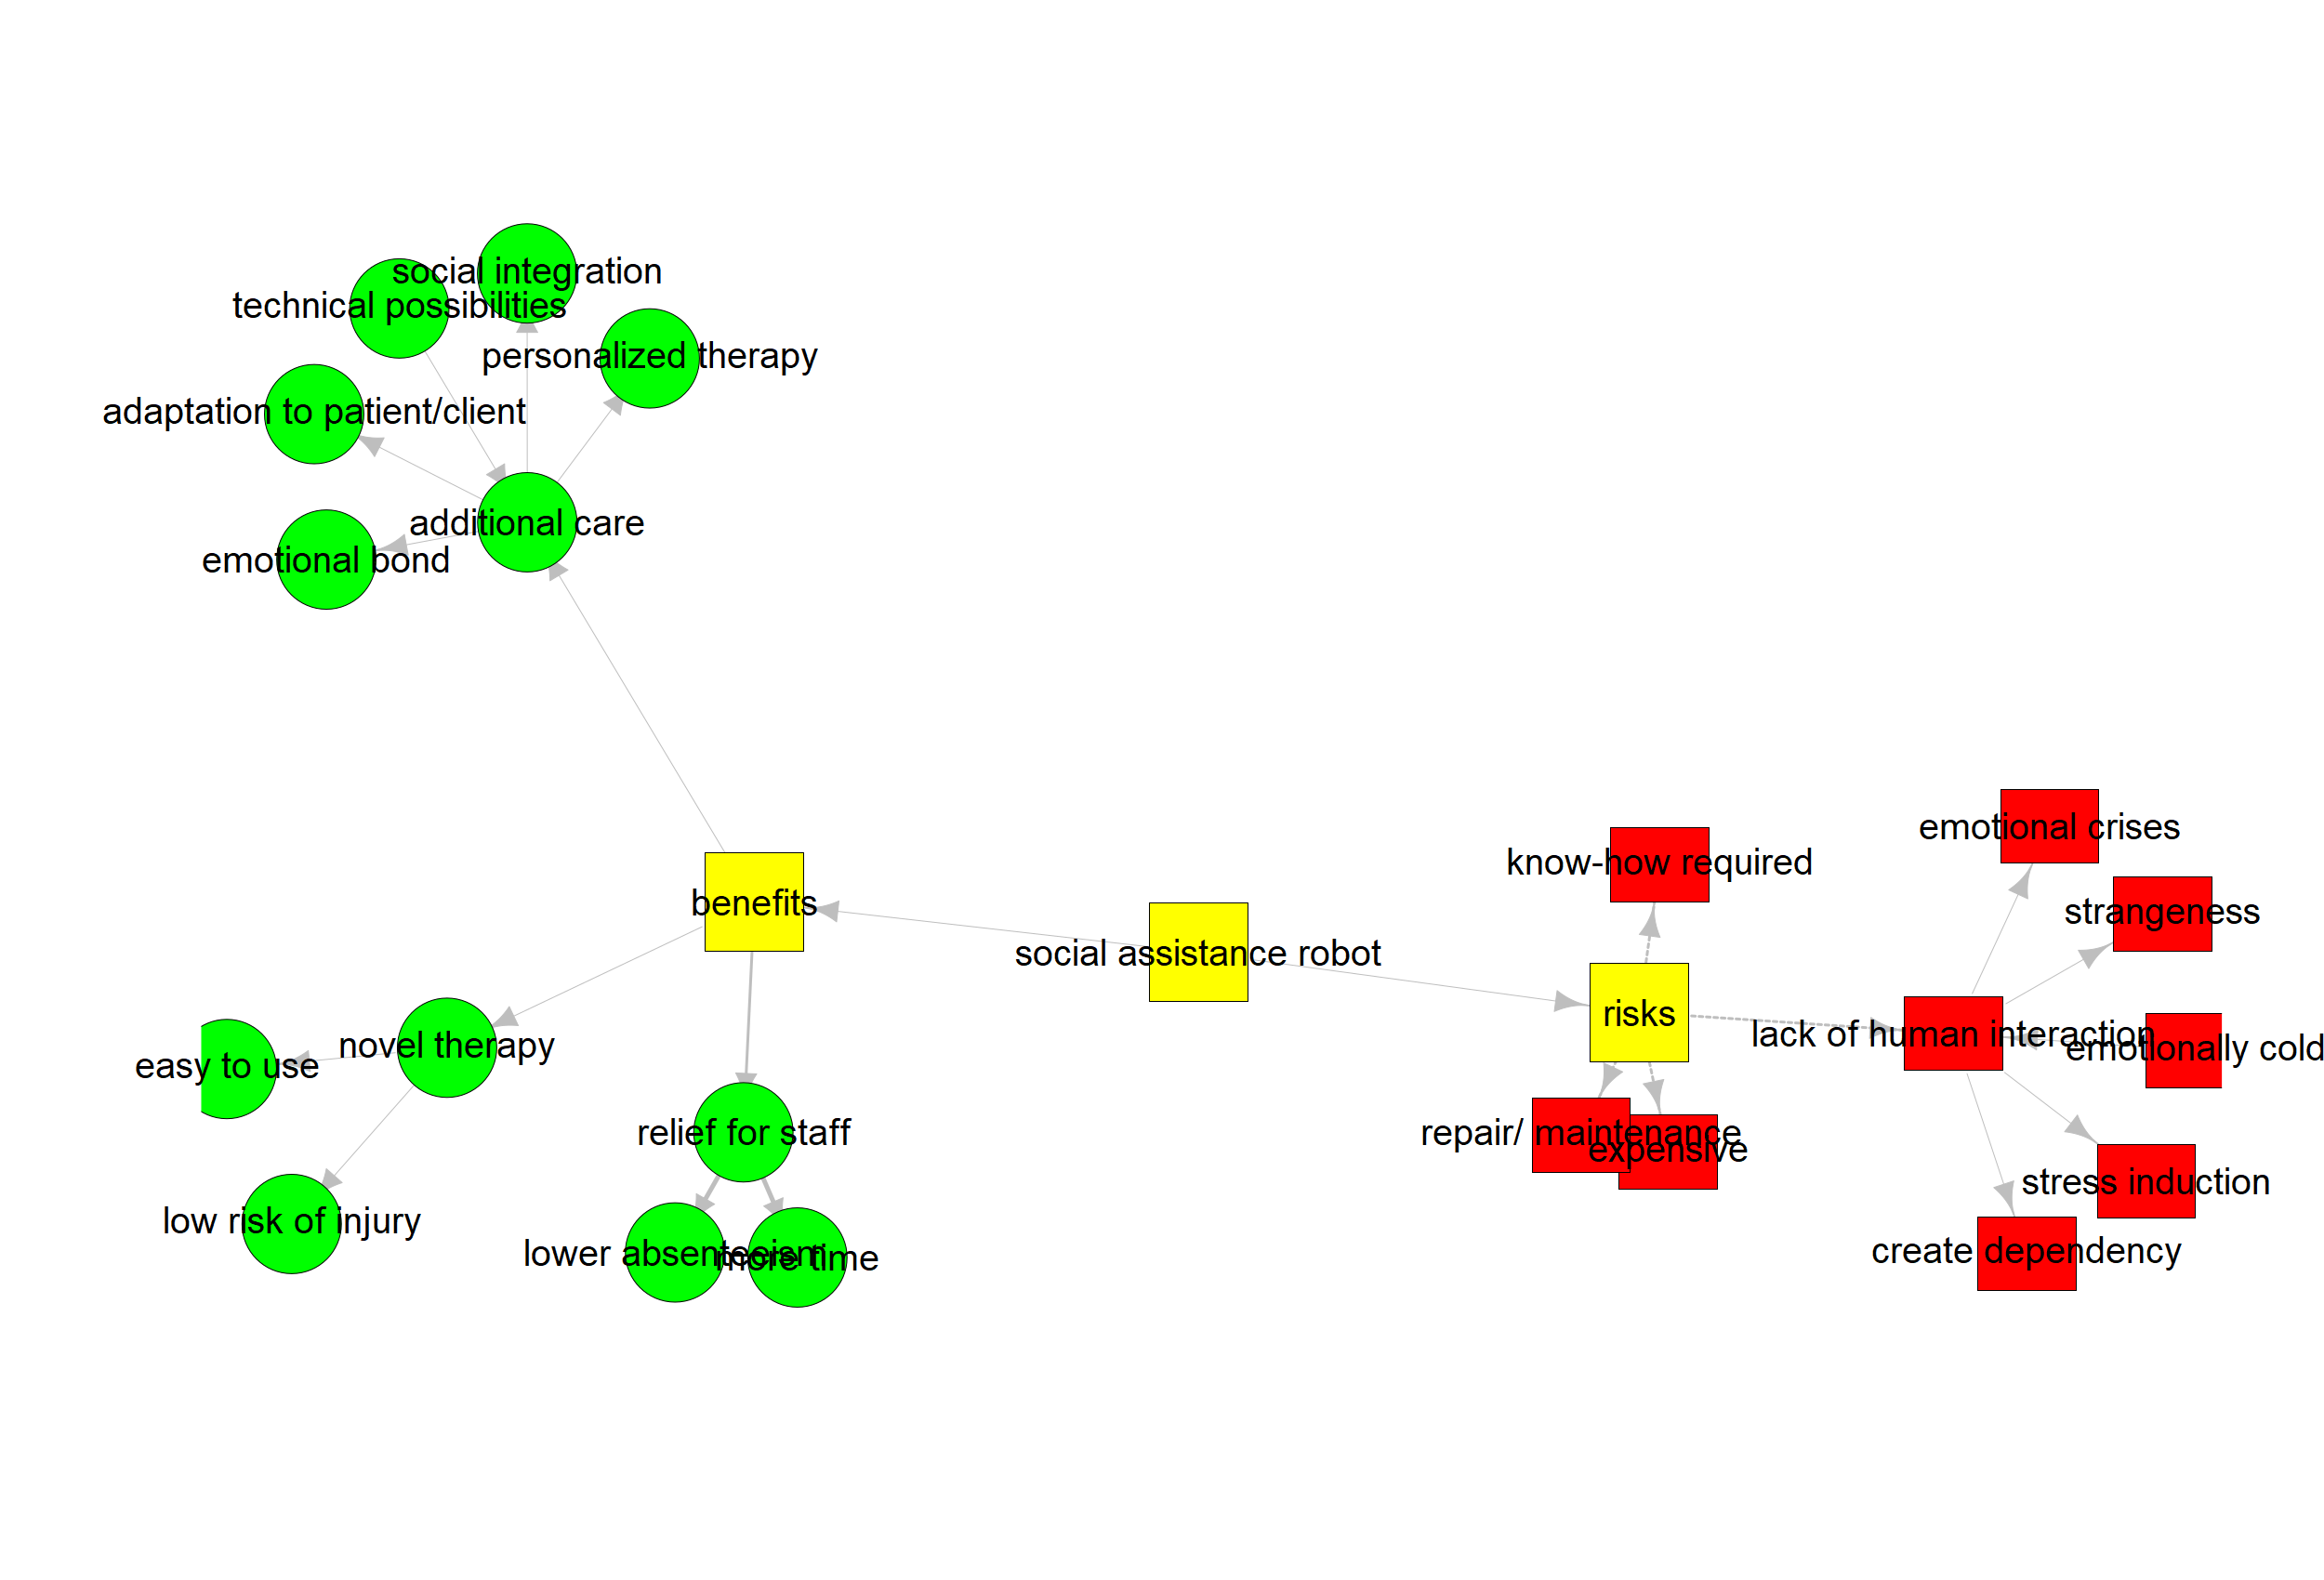 social integration
technical possibilities
personalized therapy
adaptation to patient/client
additional care
emotional bond
benefits
social assistance robot
novel therapy
easy to use
low risk of injury
relief for staff
lower absenteeism
more time
know-how required
risks
repair/ maintenance
expensive
lack of human interaction
emotional crises
strangeness
emotionally cold
stress induction
create dependency